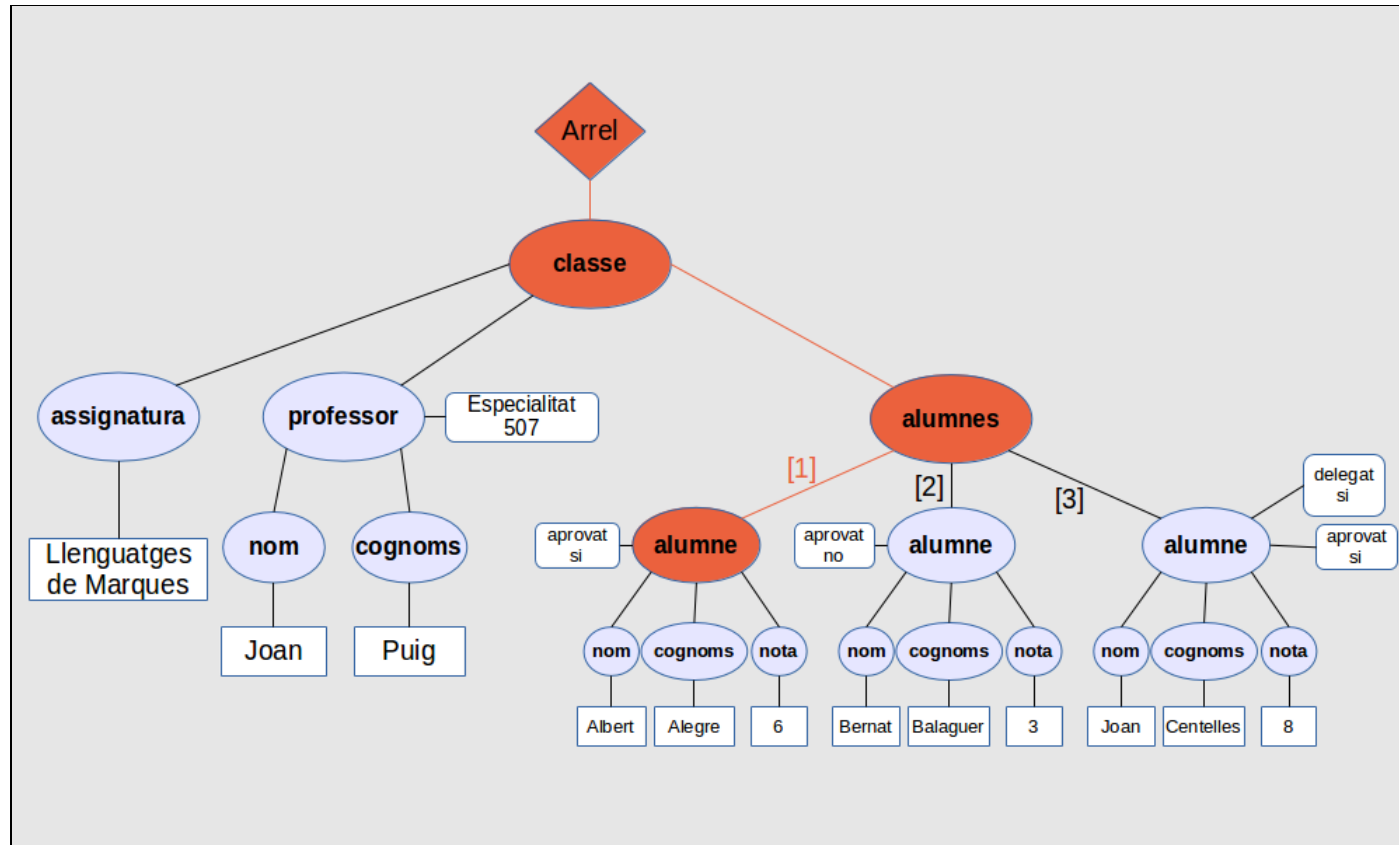 Arrel
classe
assignatura
professor
Especialitat
507
alumnes
[1]
[2]
[3]
delegat
si
nom
cognoms
aprovat
si
alumne
aprovat
no
alumne
alumne
aprovat
si
Llenguatges
de Marques
Joan
Puig
nom
cognoms
nota
nom
cognoms
nota
nom
cognoms
nota
Albert
Alegre
6
Bernat
Balaguer
3
Joan
Centelles
8